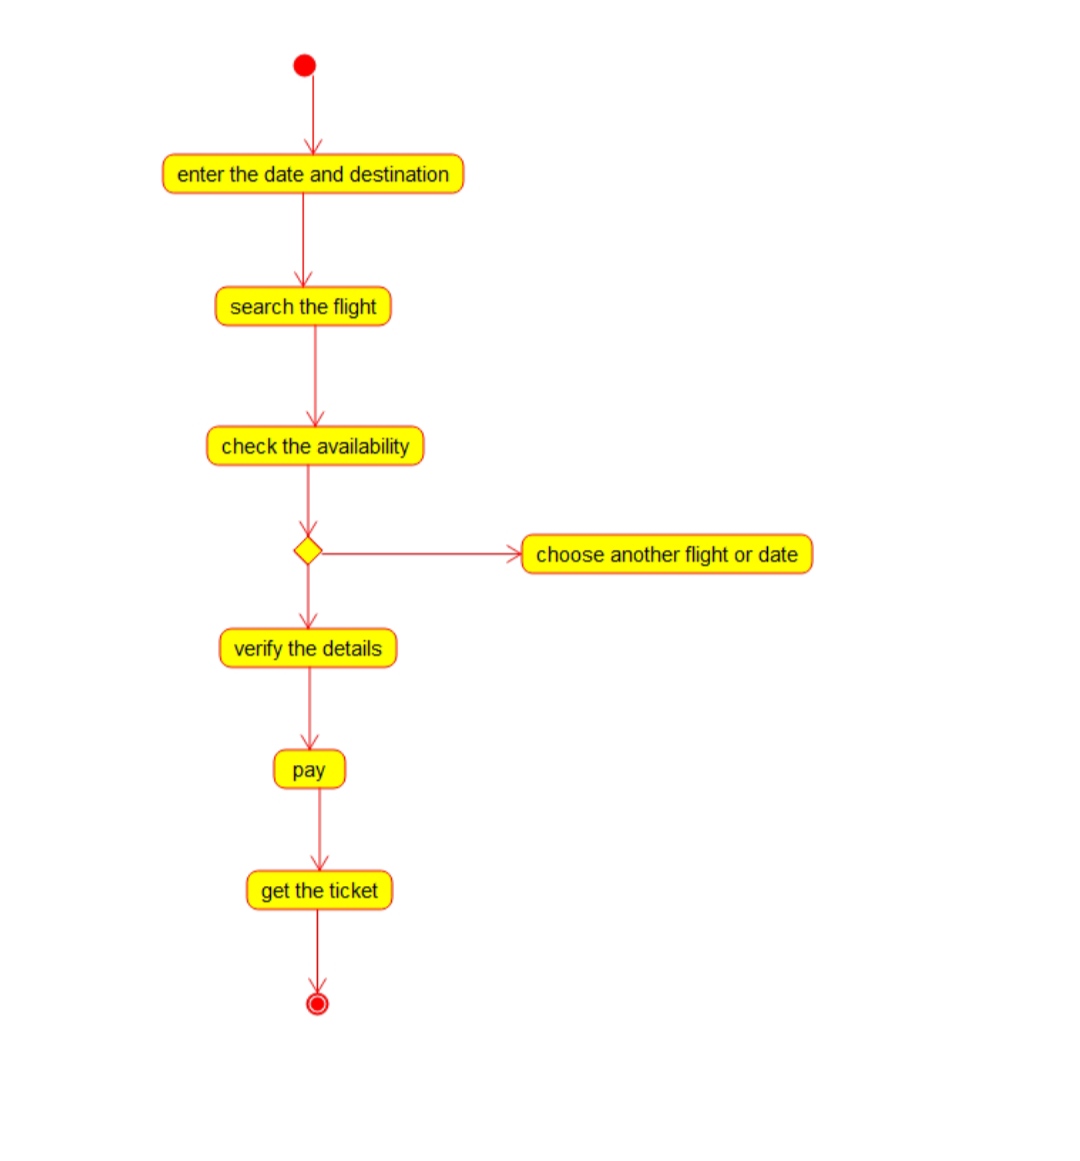 enter the date and destination
search the flight
check the availability
choose another flight or date
verify the details
pay
get the ticket